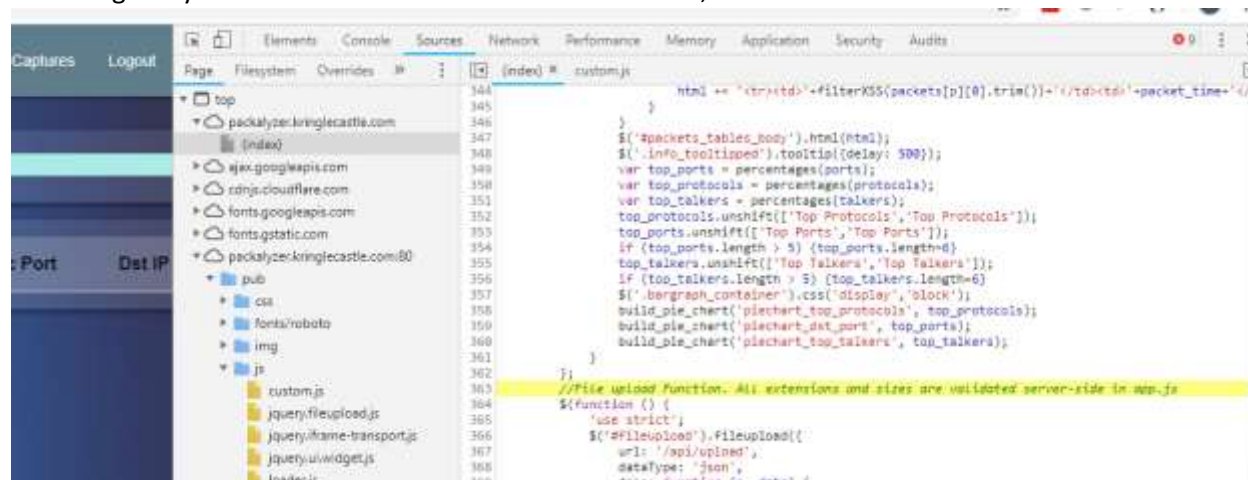 Elements Console Sources Network Performance Memory Application Security Audits 9
Captures Logout
Page Filesystem Overrides » (index) × custom.js
top
packalyzer.kringlecastle.com
(index)
ajax.googleapis.com
cdnjs.cloudflare.com
fonts.googleapis.com
fonts.gstatic.com
packalyzer.kringlecastle.com:80
pub
css
fonts/roboto
img
js
custom.js
jquery.fileupload.js
jquery.iframe-transport.js
jquery.ui.widget.js
loader.js
Port Dst IP
344 html += '<tr><td>'+filterXSS(packets[p][0].trim())+'</td><td>'+packet_time+'</
345 }
346 }
347 $('#packets_tables_body').html(html);
348 $('.info_tooltipped').tooltip({delay: 500});
349 var top_ports = percentages(ports);
350 var top_protocols = percentages(protocols);
351 var top_talkers = percentages(talkers);
352 top_protocols.unshift(['Top Protocols','Top Protocols']);
353 top_ports.unshift(['Top Ports','Top Ports']);
354 if (top_ports.length > 5) {top_ports.length=6}
355 top_talkers.unshift(['Top Talkers','Top Talkers']);
356 if (top_talkers.length > 5) {top_talkers.length=6}
357 $('.bargraph_container').css('display','block');
358 build_pie_chart('piechart_top_protocols', top_protocols);
359 build_pie_chart('piechart_dst_port', top_ports);
360 build_pie_chart('piechart_top_talkers', top_talkers);
361 }
362 };
363 //File upload Function. All extensions and sizes are validated server-side in app.js
364 $(function () {
365 'use strict';
366 $('#fileupload').fileupload({
367 url: '/api/upload',
368 dataType: 'json',